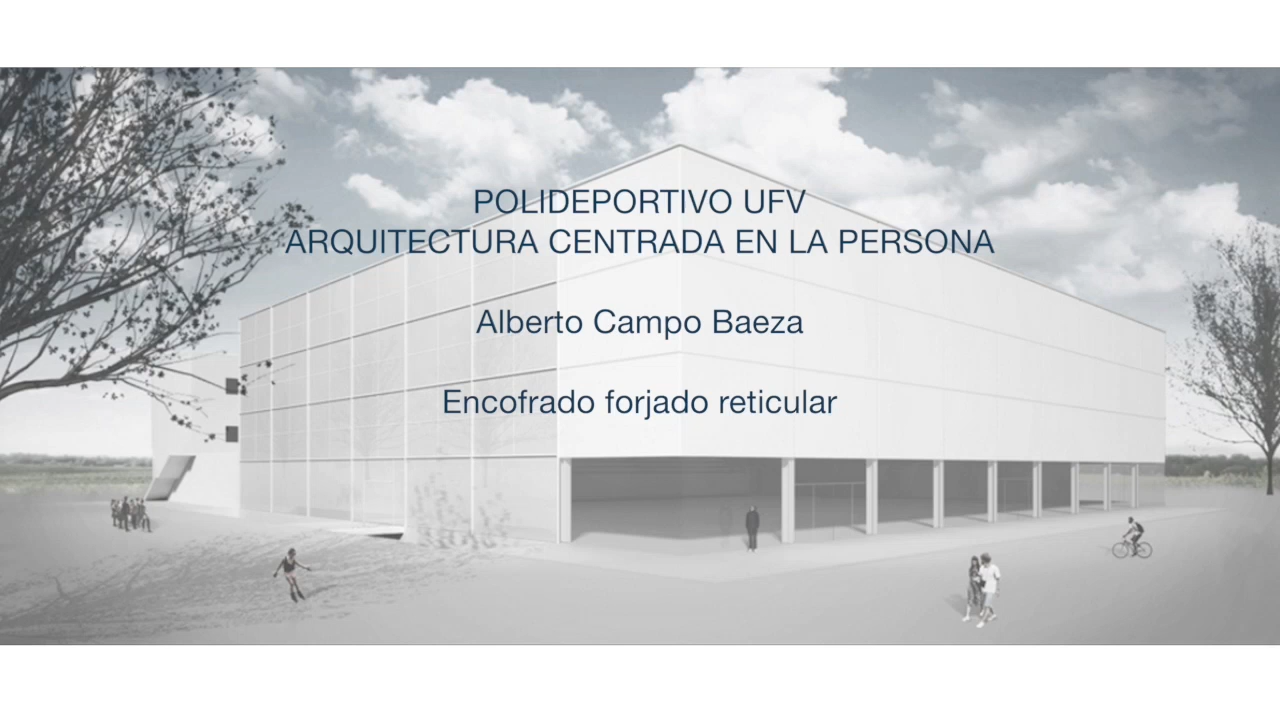 POLIDEPORTIVO UFV
ARQUITECTURA CENTRADA EN LA PERSONA
Alberto Campo Baeza
Encofrado forjado reticular